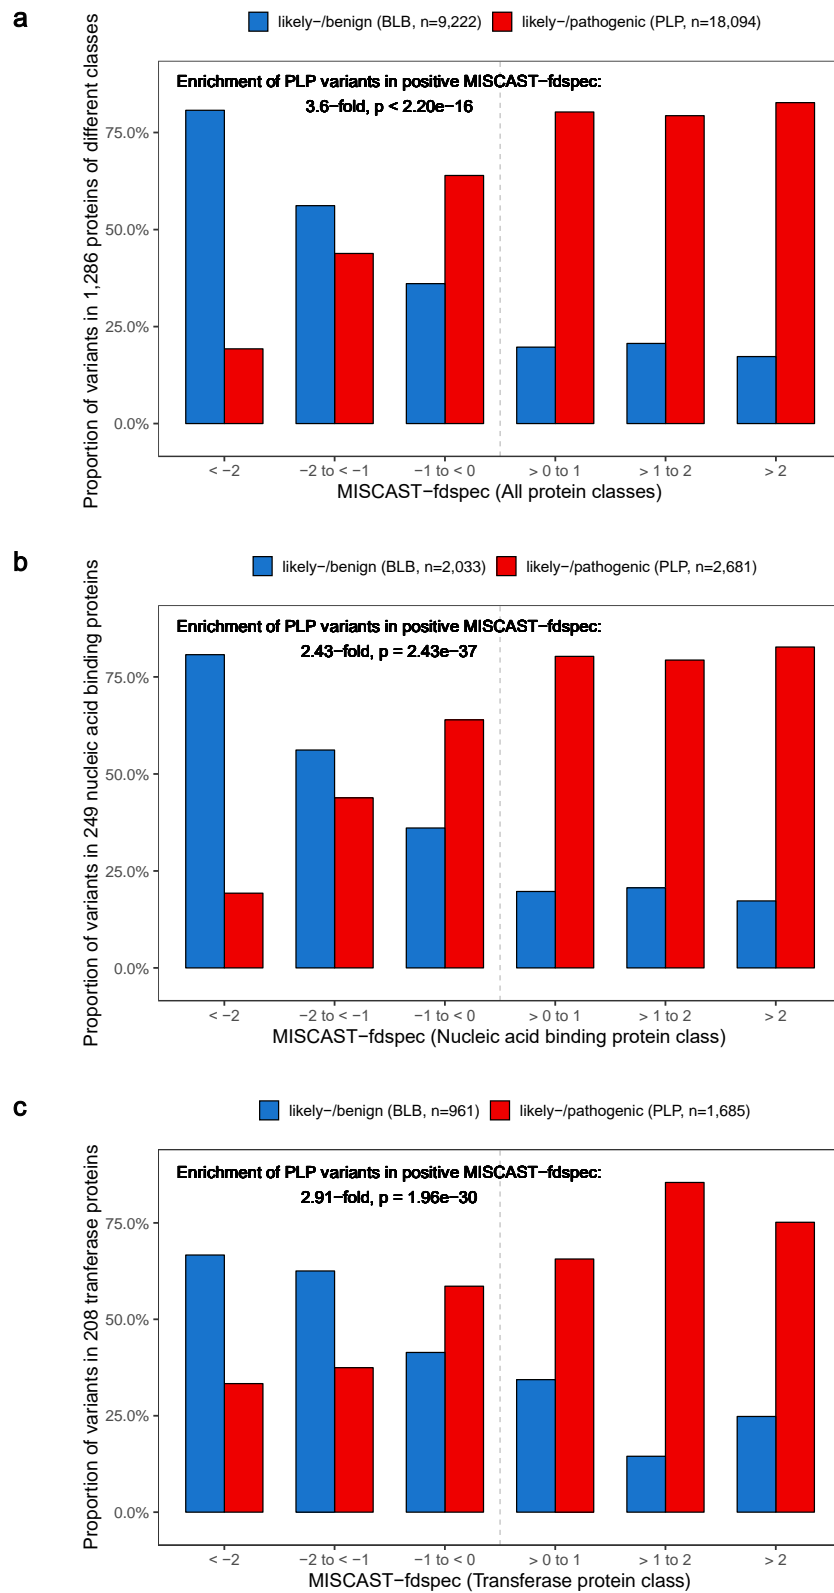 a
likely−/benign (BLB, n=9,222) likely−/pathogenic (PLP, n=18,094)
Proportion of variants in 1,286 proteins of different classes
Enrichment of PLP variants in positive MISCAST−fdspec:
3.6−fold, p < 2.20e−16
75.0%
50.0%
25.0%
0.0%
< −2 −2 to < −1 −1 to < 0 > 0 to 1 > 1 to 2 > 2
MISCAST−fdspec (All protein classes)
b
likely−/benign (BLB, n=2,033) likely−/pathogenic (PLP, n=2,681)
Proportion of variants in 249 nucleic acid binding proteins
Enrichment of PLP variants in positive MISCAST−fdspec:
2.43−fold, p = 2.43e−37
75.0%
50.0%
25.0%
0.0%
< −2 −2 to < −1 −1 to < 0 > 0 to 1 > 1 to 2 > 2
MISCAST−fdspec (Nucleic acid binding protein class)
c
likely−/benign (BLB, n=961) likely−/pathogenic (PLP, n=1,685)
Proportion of variants in 208 tranferase proteins
Enrichment of PLP variants in positive MISCAST−fdspec:
2.91−fold, p = 1.96e−30
75.0%
50.0%
25.0%
0.0%
< −2 −2 to < −1 −1 to < 0 > 0 to 1 > 1 to 2 > 2
MISCAST−fdspec (Transferase protein class)